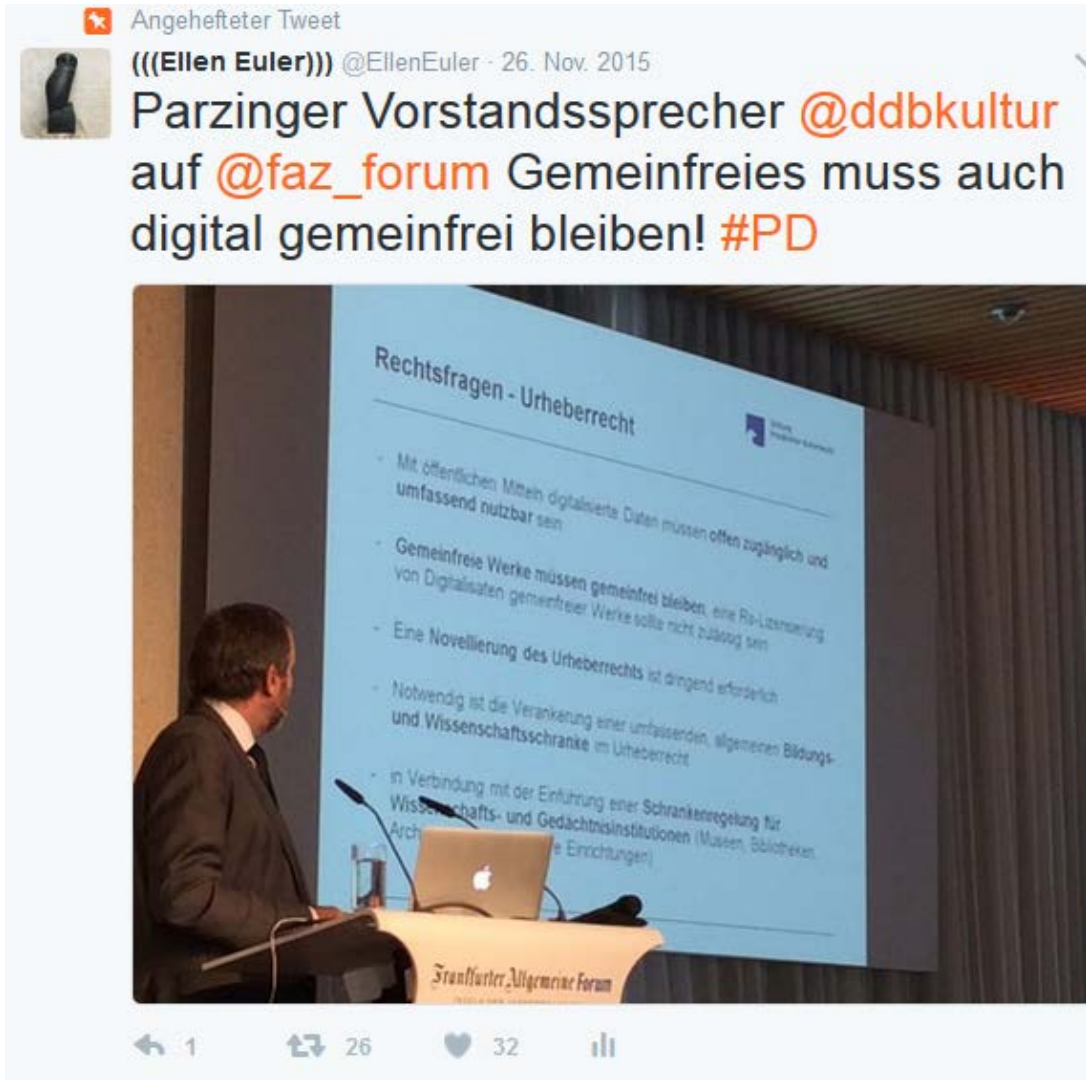 Angehefteter Tweet
(((Ellen Euler))) @EllenEuler · 26. Nov. 2015
Parzinger Vorstandssprecher @ddbkultur
auf @faz_forum Gemeinfreies muss auch
digital gemeinfrei bleiben! #PD
Rechtsfragen - Urheberrecht
- Mit öffentlichen Mitteln digitalisierte Daten müssen offen zugänglich und
umfassend nutzbar sein
- Gemeinfreie Werke müssen gemeinfrei bleiben, eine Re-Lizensierung
von Digitalisaten gemeinfreier Werke sollte nicht zulässig sein
- Eine Novellierung des Urheberrechts ist dringend erforderlich
- Notwendig ist die Verankerung einer umfassenden, allgemeinen Bildungs-
und Wissenschaftsschranke im Urheberrecht
- in Verbindung mit der Einführung einer Schrankenregelung für
Wissenschafts- und Gedächtnisinstitutionen (Museen, Bibliotheken,
Einrichtungen)
Frankfurter Allgemeine Forum
1 26 32